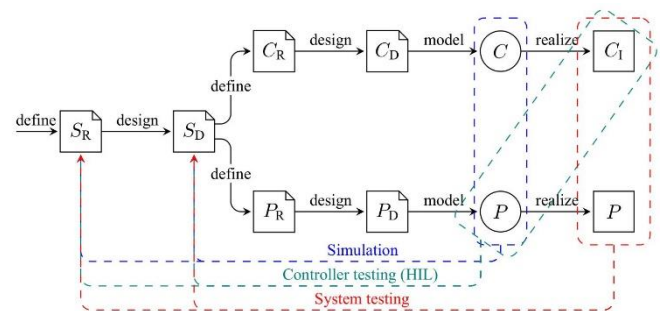 C_R design C_D model C realize C_I
define
define S_R design S_D
define
P_R design P_D model P realize P
Simulation
Controller testing (HIL)
System testing